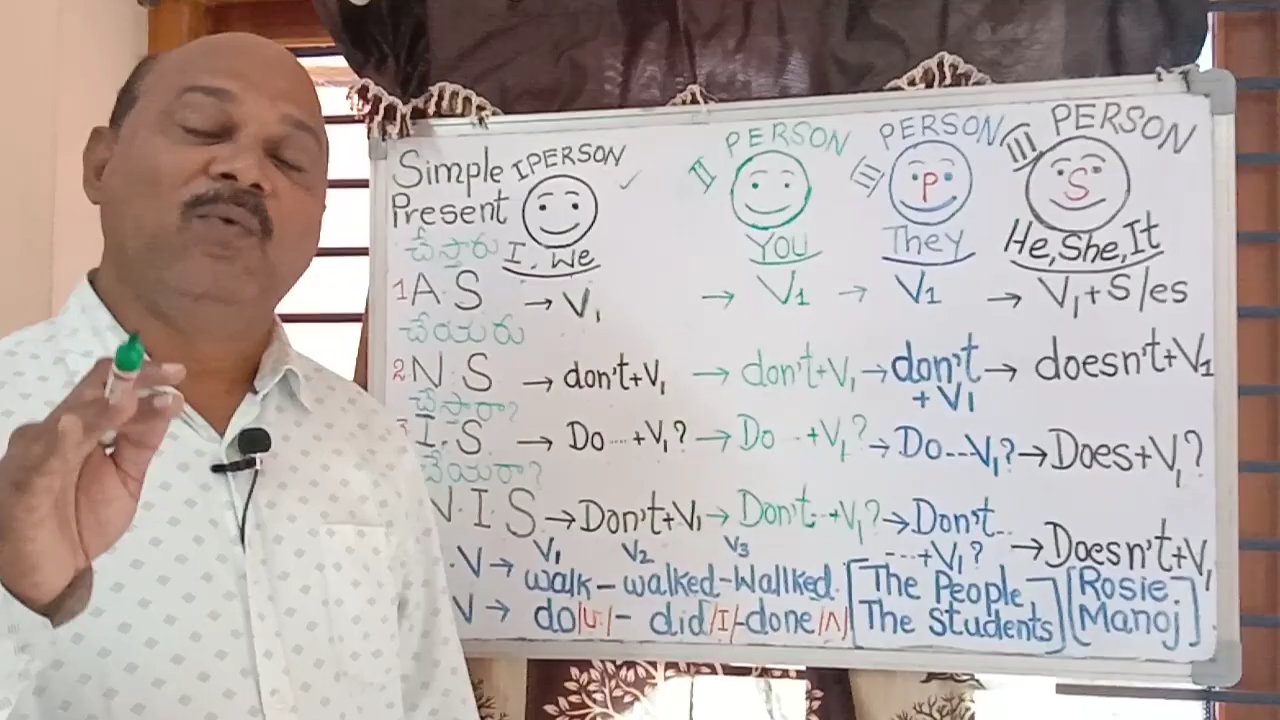 Simple I PERSON II PERSON III PERSON III PERSON
Present P S
చేస్తారు I, We YOU They He, She, It
1 A.S → V₁ → V₁ → V₁ → V₁+S/es
చేయరు
2 N.S → don't+V₁ → don't+V₁ → don't+V₁ → doesn't+V₁
చేస్తారా?
3 I.S → Do....+V₁? → Do...+V₁? → Do---V₁? → Does+V₁?
చేయరా?
N.I.S → Don't+V₁ → Don't...+V₁? → Don't...----+V₁? → Doesn't+V₁
V₁ V₂ V₃
.V → walk – walked – Wallked. [The People, [Rosie.]
V → do/u:/ – did/I/-done/ʌ/ The Students] Manoj]